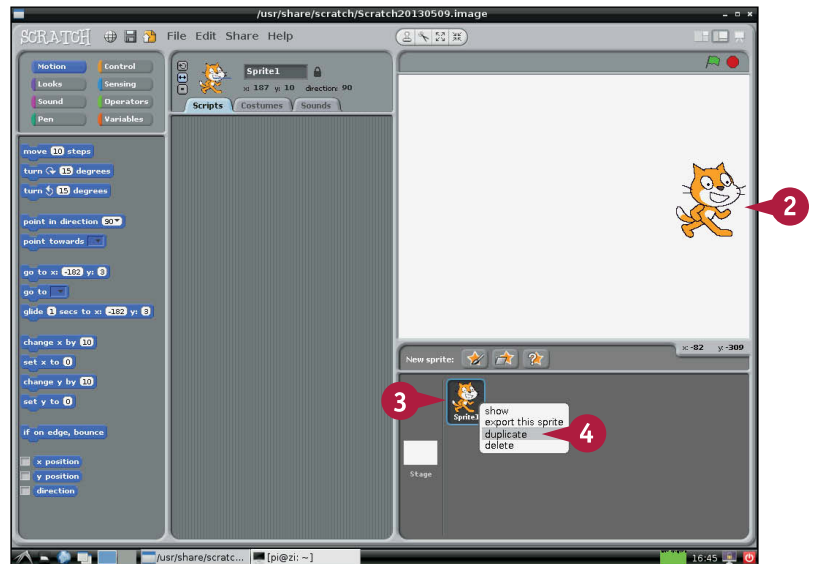 /usr/share/scratch/Scratch20130509.image
SCRATCH File Edit Share Help
Motion Control
Looks Sensing
Sound Operators
Pen Variables
Sprite1
x: 187 y: 10 direction: 90
Scripts Costumes Sounds
move 10 steps
turn 15 degrees
turn 15 degrees
point in direction 90
point towards
go to x: -182 y: 3
go to
glide 1 secs to x: -182 y: 3
change x by 10
set x to 0
change y by 10
set y to 0
if on edge, bounce
x position
y position
direction
2
x: -82 y: -309
New sprite:
3
Sprite1
show
export this sprite
duplicate
delete
4
Stage
/usr/share/scratc...
[pi@zi: ~]
16:45